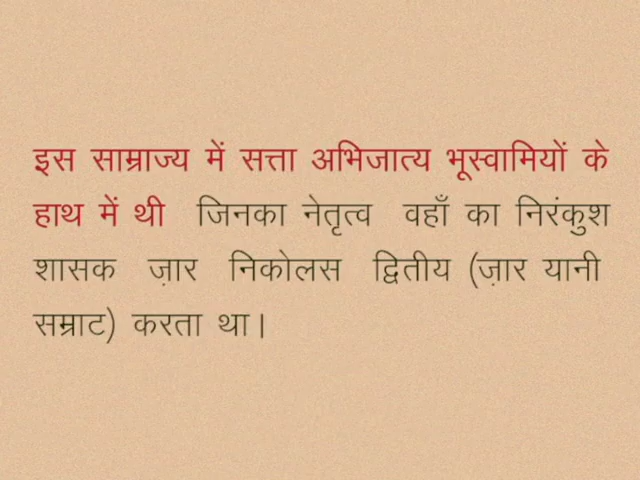 इस साम्राज्य में सत्ता अभिजात्य भूस्वामियों के
हाथ में थी जिनका नेतृत्व वहाँ का निरंकुश
शासक ज़ार निकोलस द्वितीय (ज़ार यानी
सम्राट) करता था।